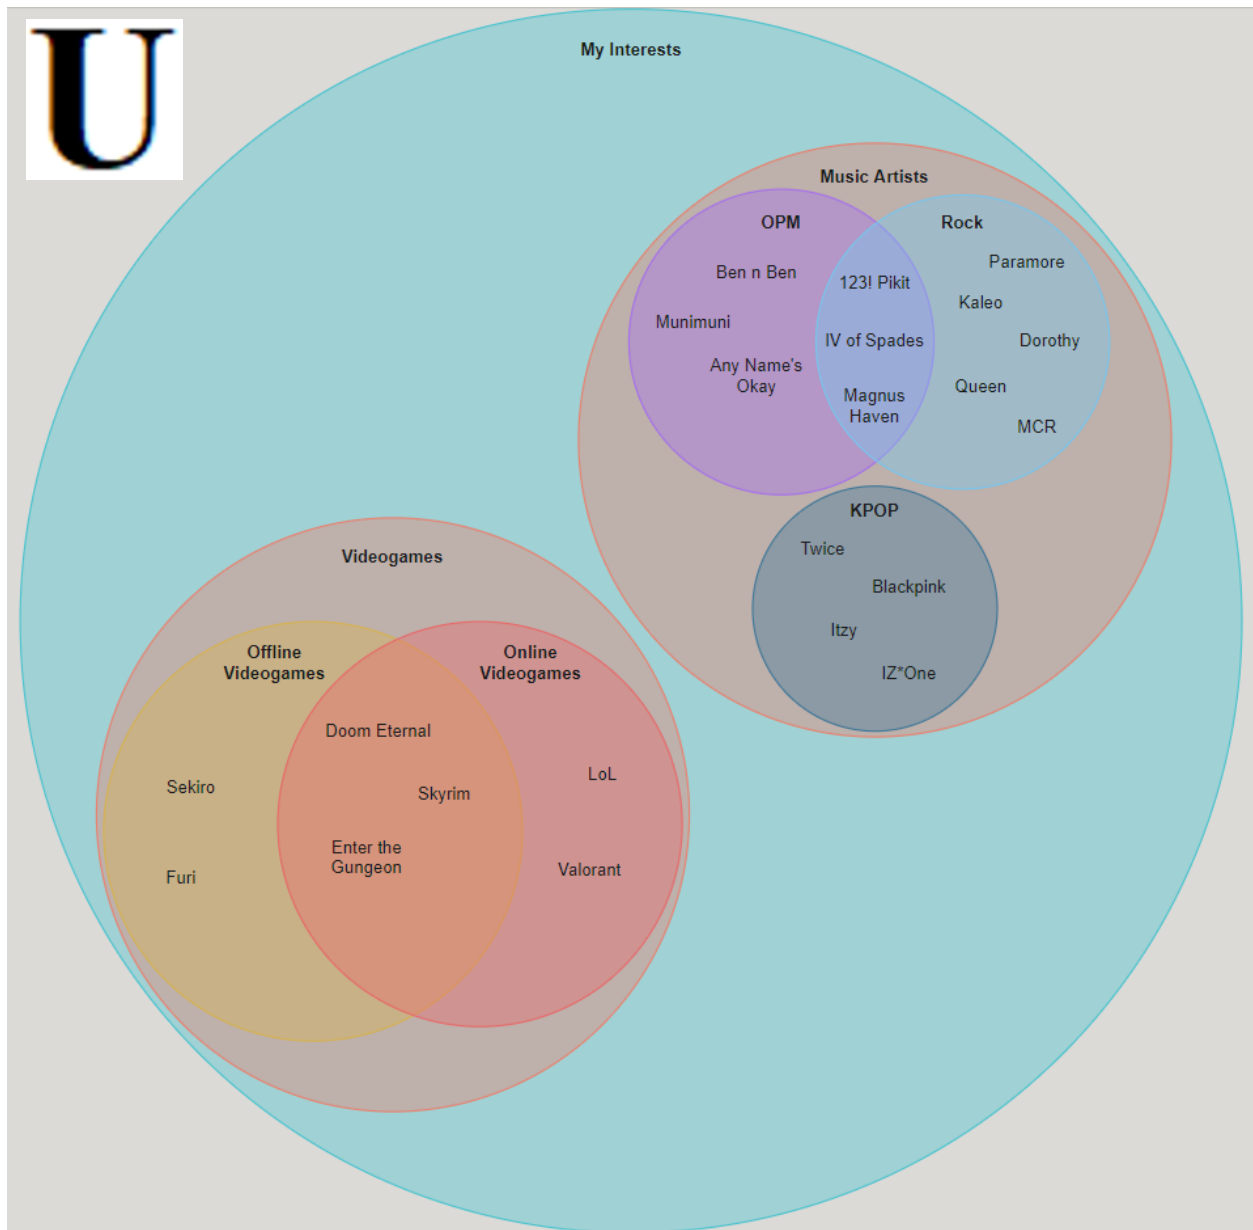 U
My Interests
Music Artists
OPM
Rock
Ben n Ben
Munimuni
Any Name's
Okay
123! Pikit
IV of Spades
Magnus
Haven
Paramore
Kaleo
Dorothy
Queen
MCR
KPOP
Twice
Blackpink
Itzy
IZ*One
Videogames
Offline
Videogames
Online
Videogames
Sekiro
Furi
Doom Eternal
Skyrim
Enter the
Gungeon
LoL
Valorant